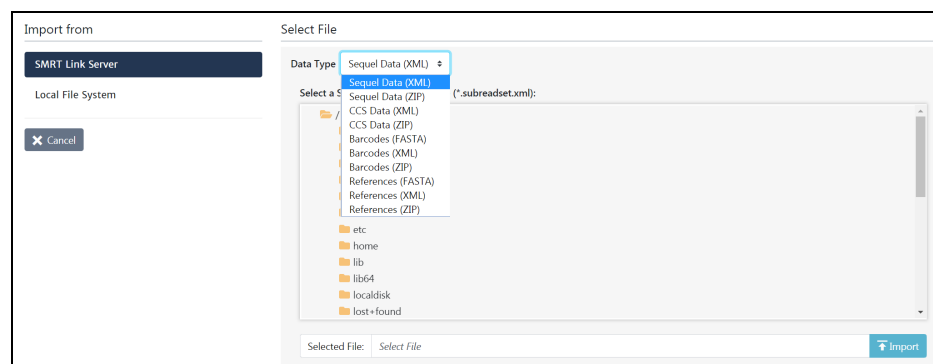 Import from
SMRT Link Server
Local File System
Cancel
Select File
Data Type Sequel Data (XML)
Sequel Data (XML)
Sequel Data (ZIP)
CCS Data (XML)
CCS Data (ZIP)
Barcodes (FASTA)
Barcodes (XML)
Barcodes (ZIP)
References (FASTA)
References (XML)
References (ZIP)
Select a S (*.subreadset.xml):
/
etc
home
lib
lib64
localdisk
lost+found
Selected File: Select File Import